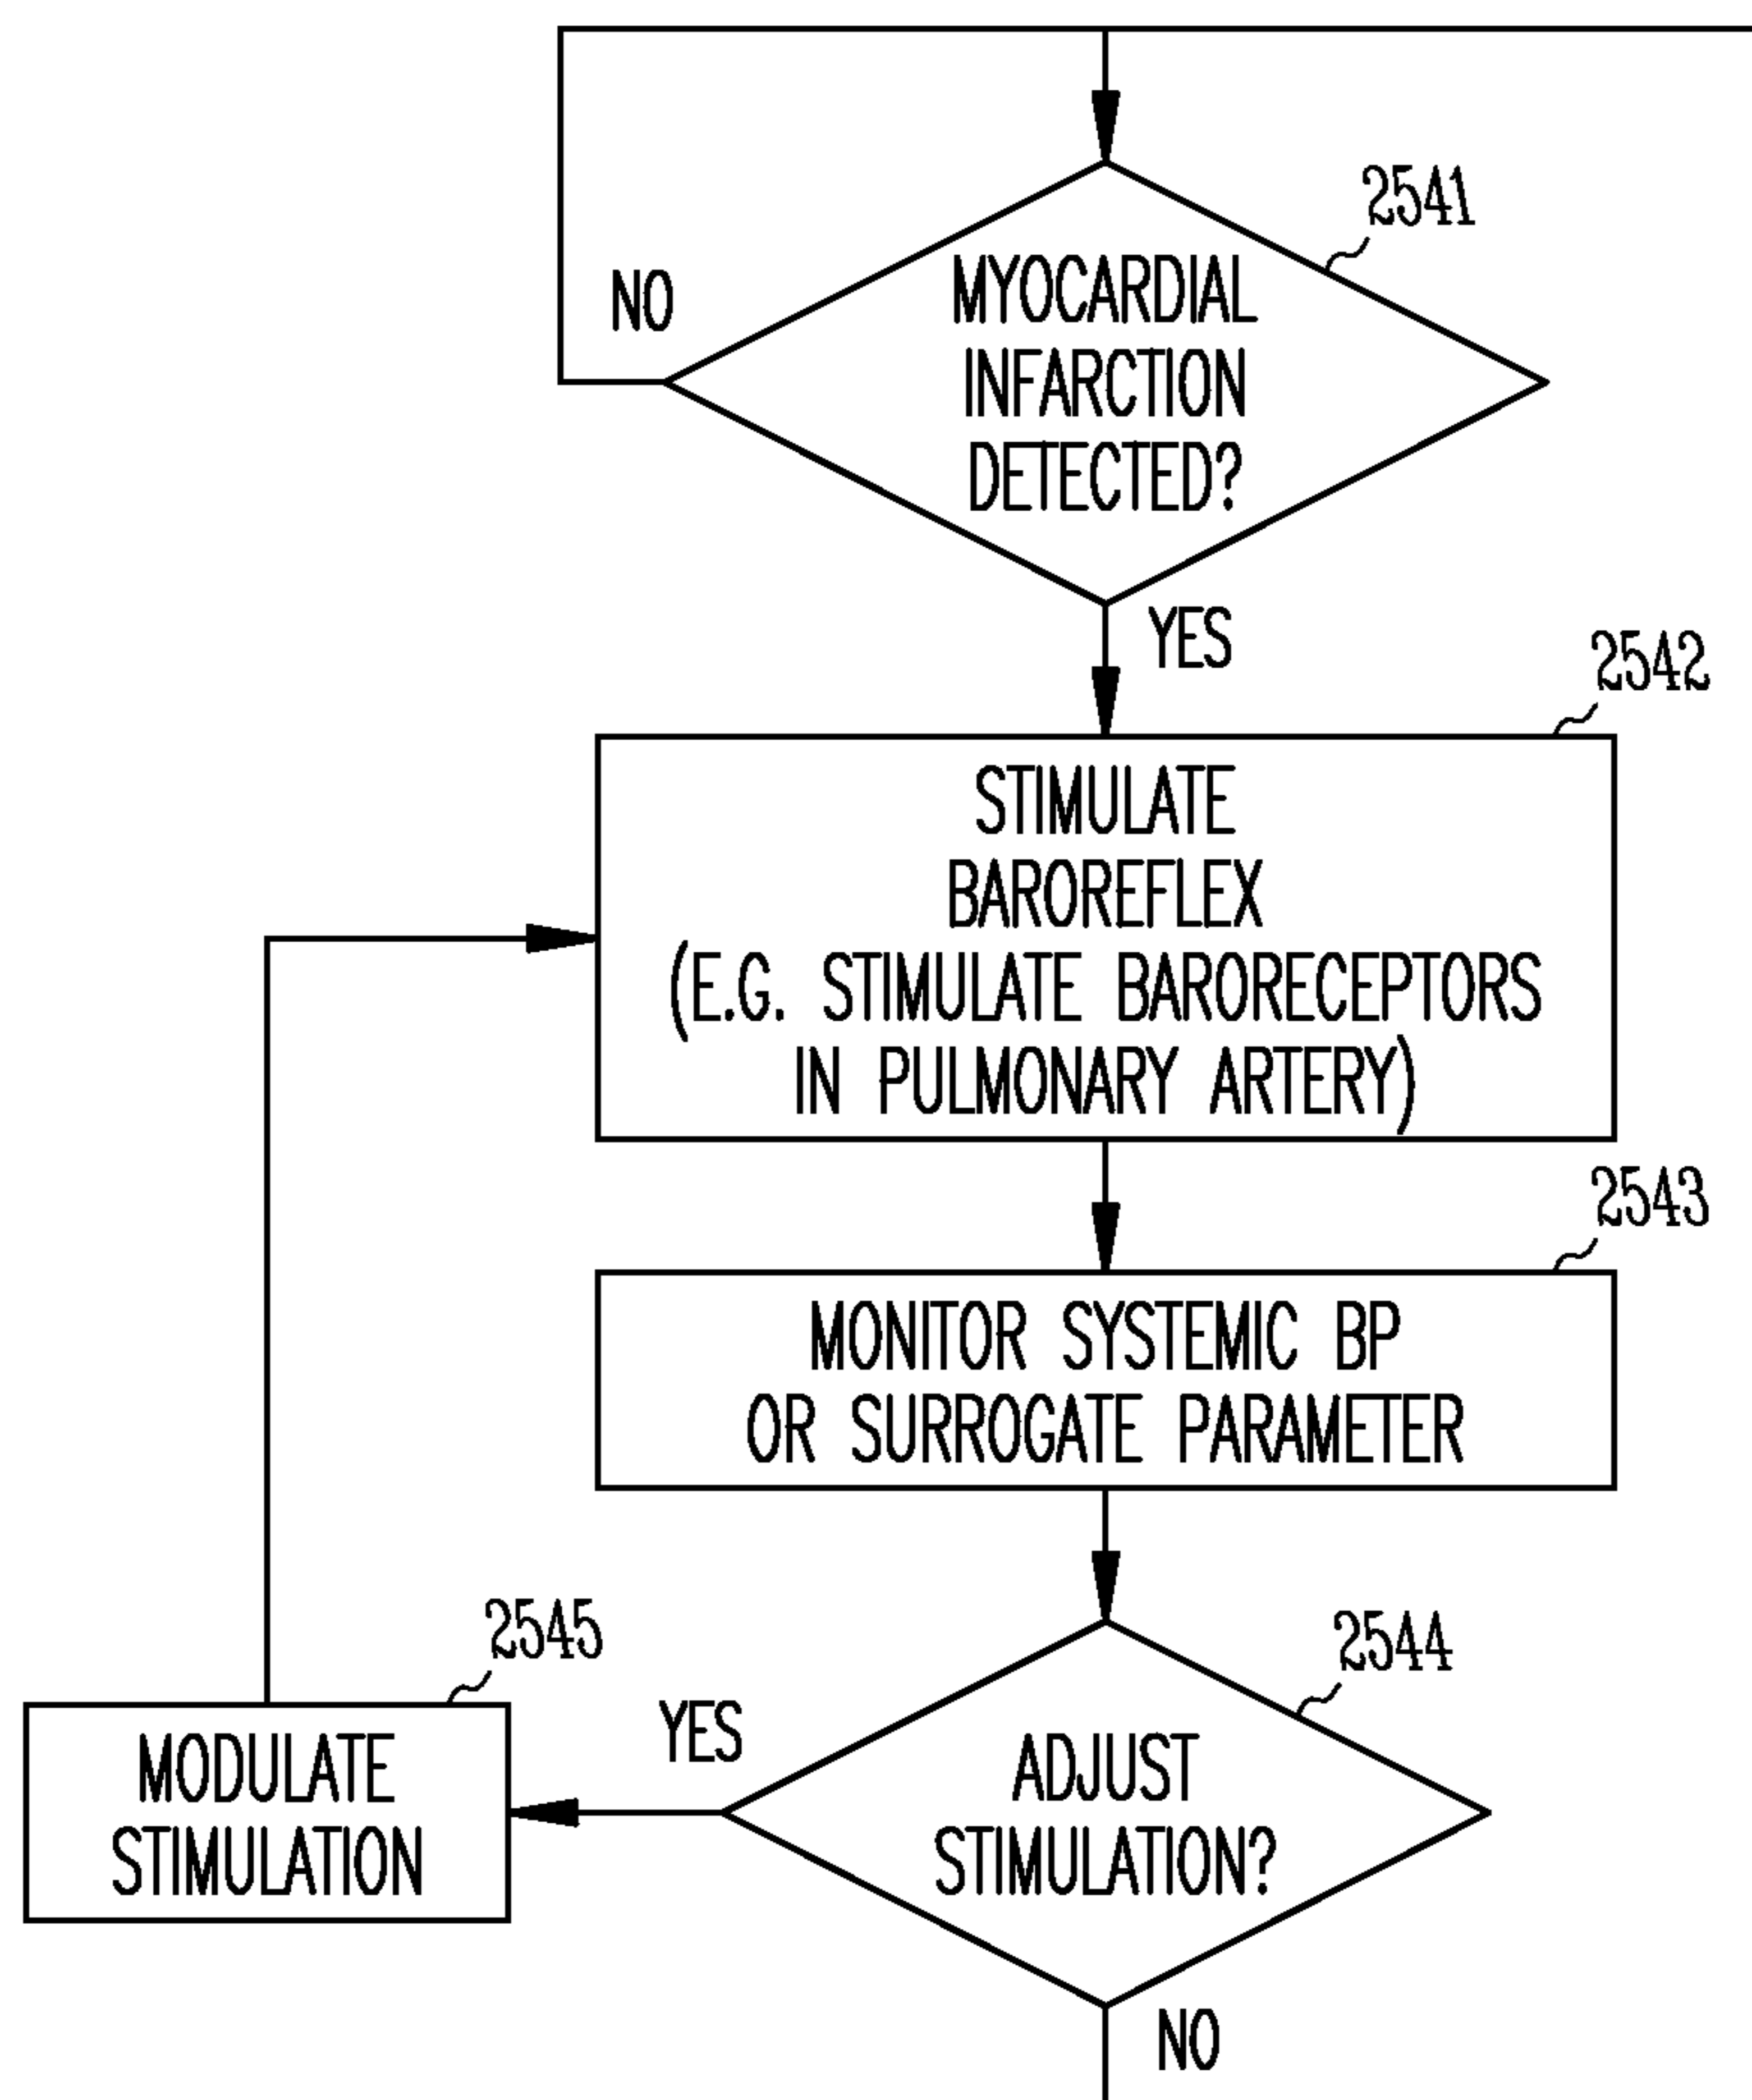 2541
MYOCARDIAL
INFARCTION
DETECTED?
NO
YES
2542
STIMULATE
BAROREFLEX
(E.G. STIMULATE BARORECEPTORS
IN PULMONARY ARTERY)
2543
MONITOR SYSTEMIC BP
OR SURROGATE PARAMETER
2544
ADJUST
STIMULATION?
YES
2545
MODULATE
STIMULATION
NO